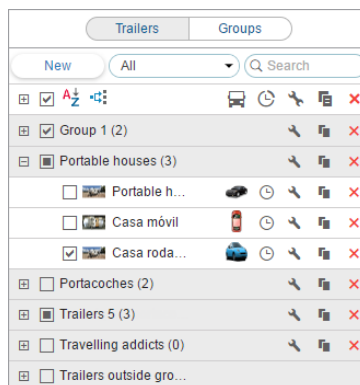 Trailers Groups
New All Search
Group 1 (2)
Portable houses (3)
Portable h...
Casa móvil
Casa roda...
Portacoches (2)
Trailers 5 (3)
Travelling addicts (0)
Trailers outside gro...